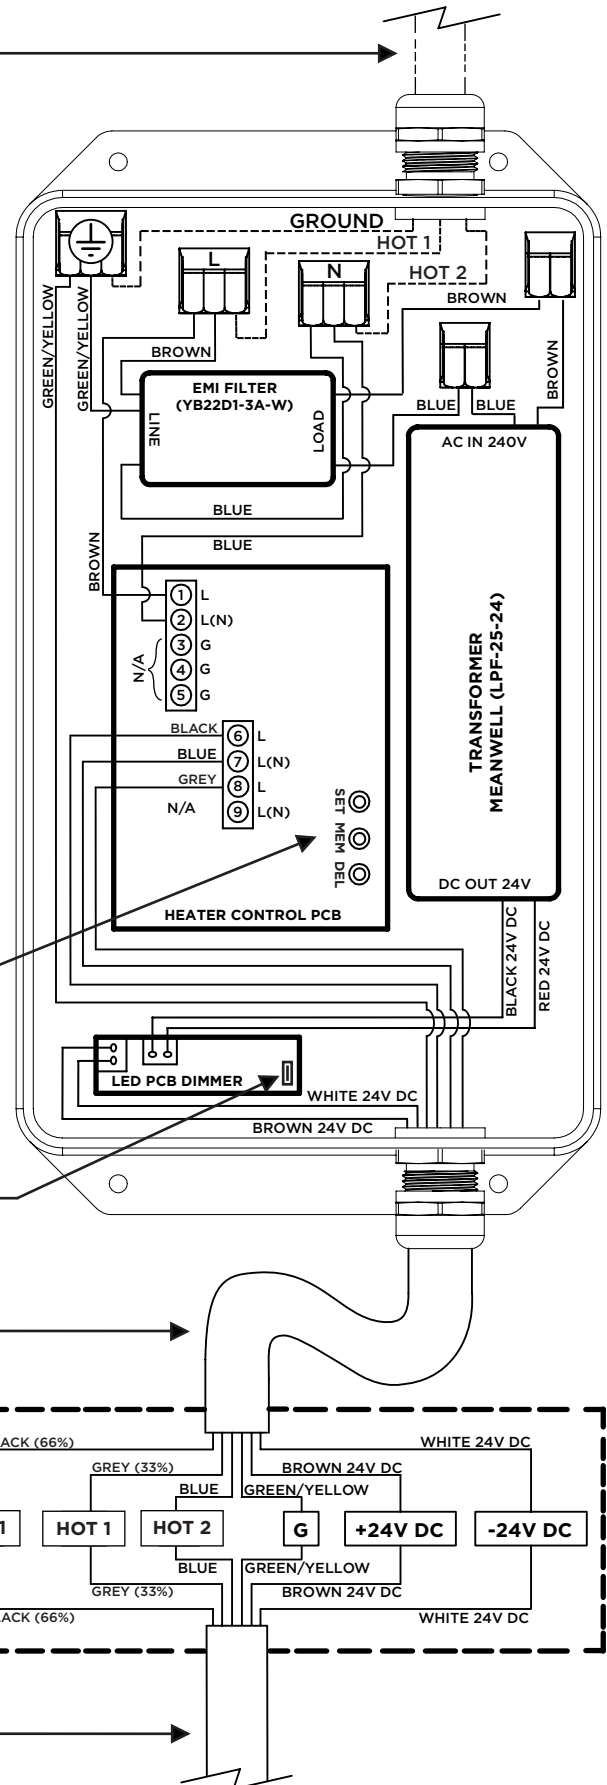 GROUND
HOT 1
HOT 2
L
N
BROWN
GREEN/YELLOW
GREEN/YELLOW
BROWN
BROWN
EMI FILTER
(YB22D1-3A-W)
LINE
LOAD
BLUE
BLUE
AC IN 240V
BLUE
BLUE
BROWN
1 L
2 L(N)
3 G
4 G
5 G
N/A
TRANSFORMER
MEANWELL (LPF-25-24)
BLACK 6 L
BLUE 7 L(N)
GREY 8 L
N/A 9 L(N)
SET
MEM
DEL
DC OUT 24V
HEATER CONTROL PCB
BLACK 24V DC
RED 24V DC
LED PCB DIMMER
WHITE 24V DC
BROWN 24V DC
ACK (66%)
WHITE 24V DC
GREY (33%)
BROWN 24V DC
BLUE
GREEN/YELLOW
1
HOT 1
HOT 2
G
+24V DC
-24V DC
BLUE
GREEN/YELLOW
GREY (33%)
BROWN 24V DC
LACK (66%)
WHITE 24V DC